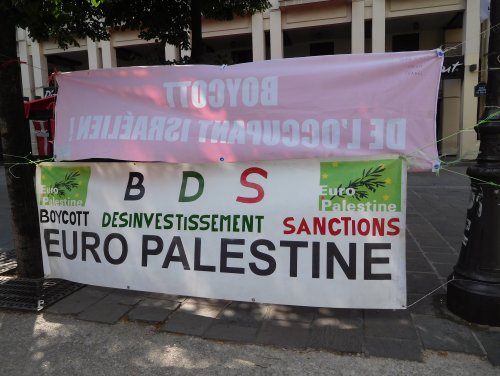 BOYCOTT
DE L'OCCUPANT ISRAÉLIEN !
Euro
Palestine
B D S
Euro
Palestine
BOYCOTT DESINVESTISSEMENT SANCTIONS
EURO PALESTINE